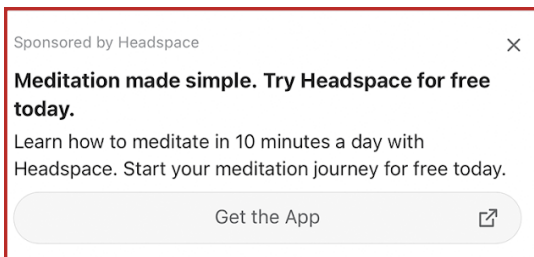 Sponsored by Headspace
Meditation made simple. Try Headspace for free
today.
Learn how to meditate in 10 minutes a day with
Headspace. Start your meditation journey for free today.
Get the App